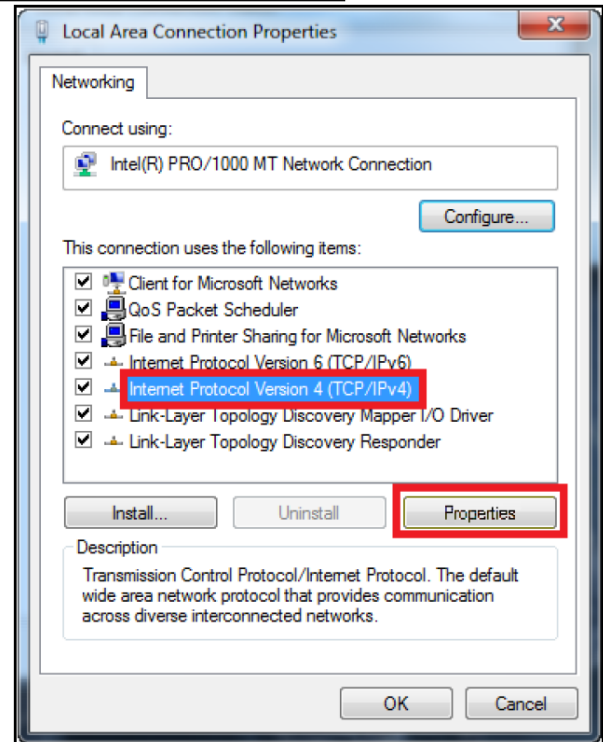 Local Area Connection Properties
Networking
Connect using:
Intel(R) PRO/1000 MT Network Connection
Configure...
This connection uses the following items:
Client for Microsoft Networks
QoS Packet Scheduler
File and Printer Sharing for Microsoft Networks
Internet Protocol Version 6 (TCP/IPv6)
Internet Protocol Version 4 (TCP/IPv4)
Link-Layer Topology Discovery Mapper I/O Driver
Link-Layer Topology Discovery Responder
Install...
Uninstall
Properties
Description
Transmission Control Protocol/Internet Protocol. The default
wide area network protocol that provides communication
across diverse interconnected networks.
OK
Cancel